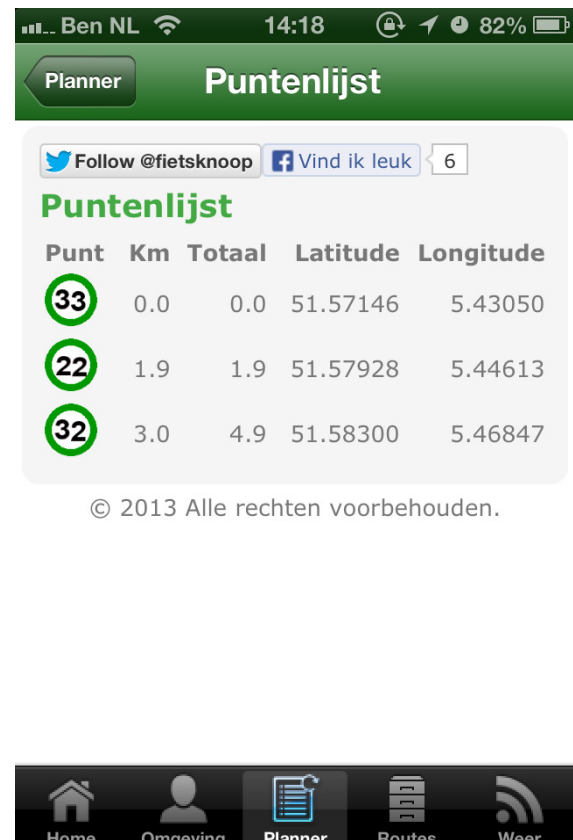 Ben NL 14:18 82%
Planner Puntenlijst
Follow @fietsknoop Vind ik leuk 6
Puntenlijst
Punt Km Totaal Latitude Longitude
33 0.0 0.0 51.57146 5.43050
22 1.9 1.9 51.57928 5.44613
32 3.0 4.9 51.58300 5.46847
© 2013 Alle rechten voorbehouden.
Home Omgeving Planner Routes Weer